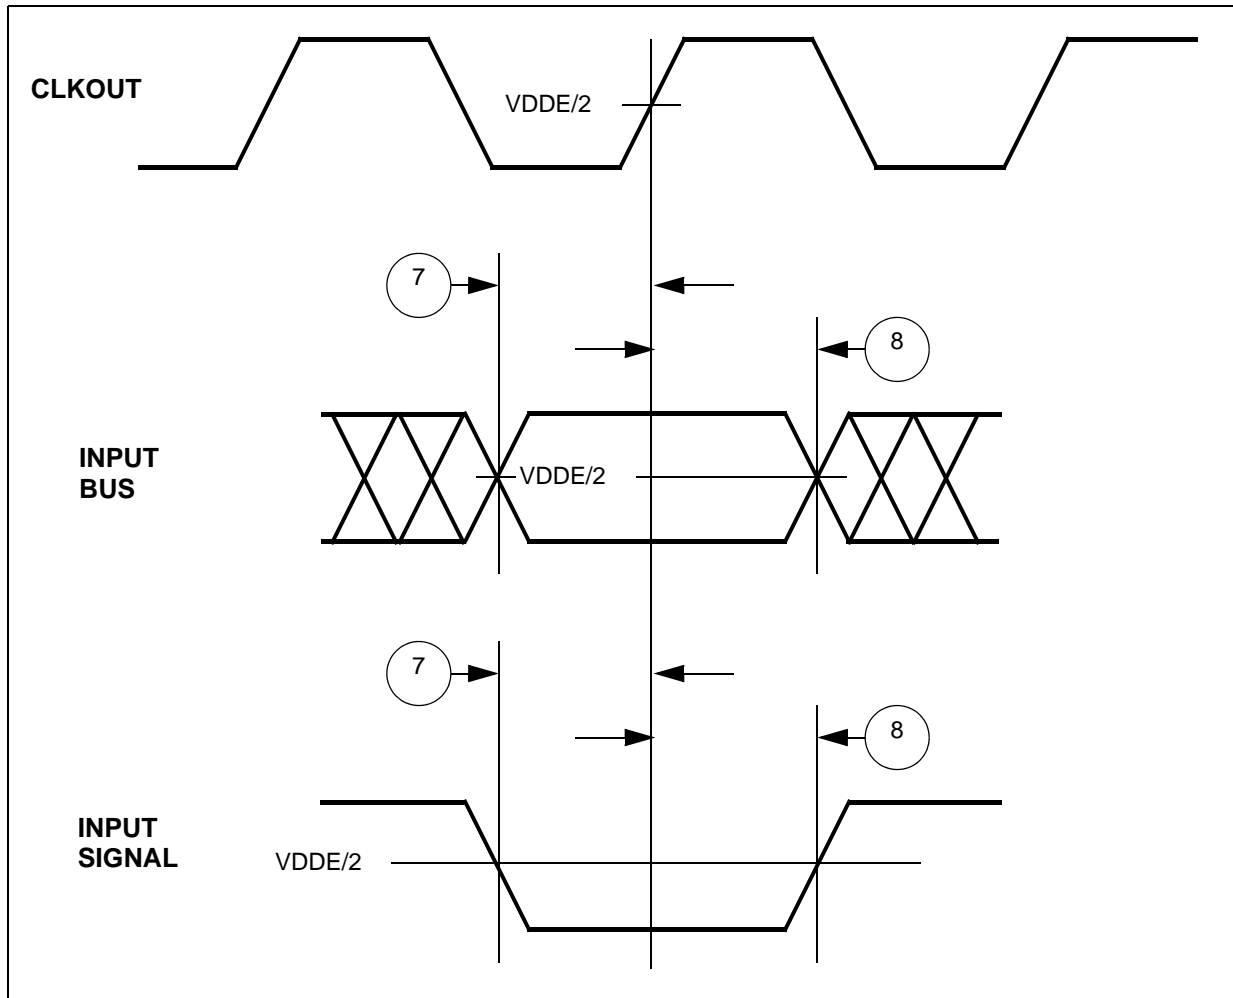 CLKOUT
VDDE/2
7
8
INPUT
BUS
VDDE/2
7
8
INPUT
SIGNAL
VDDE/2